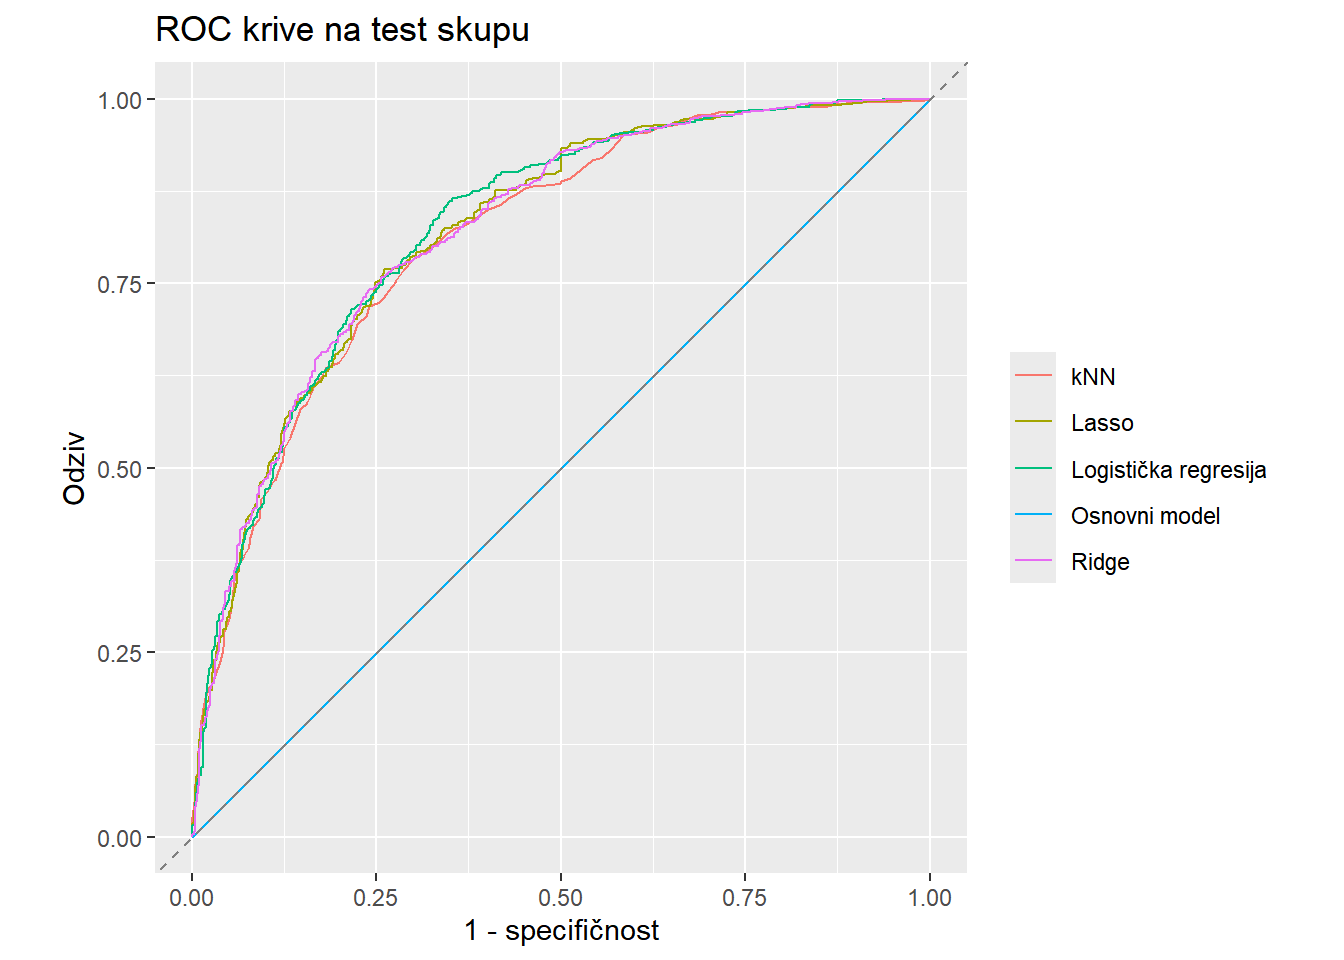 ROC krive na test skupu
1.00
0.75
0.50
0.25
0.00
Odziv
0.00 0.25 0.50 0.75 1.00
1 - specifičnost
kNN
Lasso
Logistička regresija
Osnovni model
Ridge